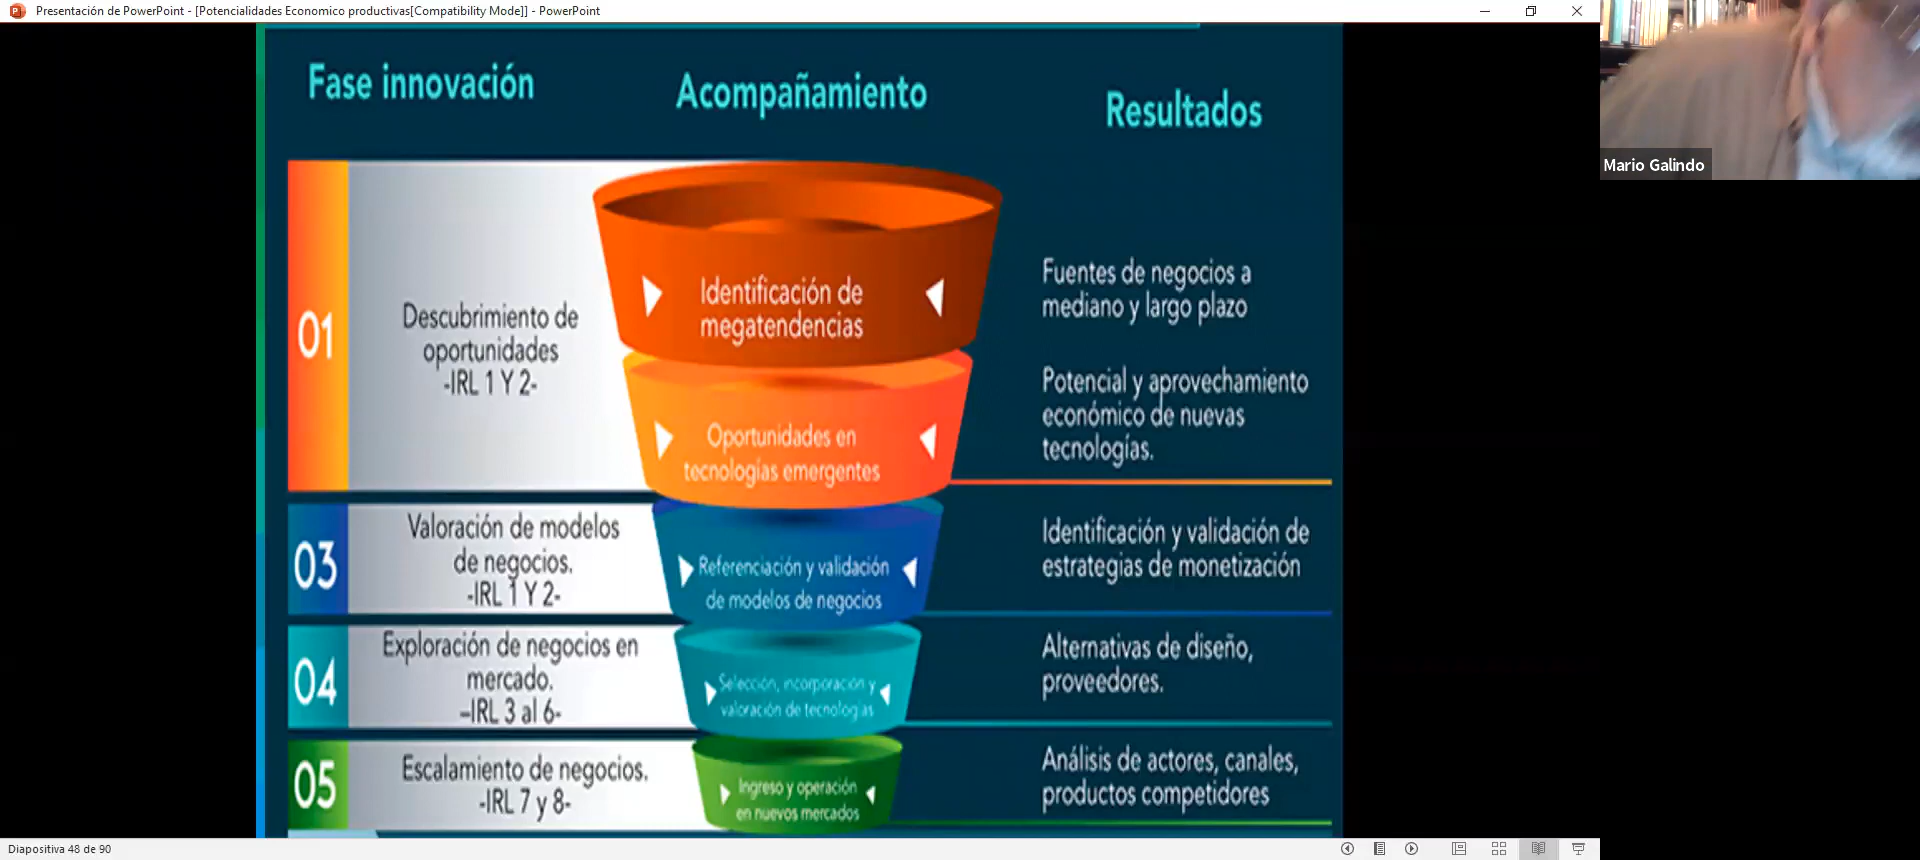 Presentación de PowerPoint - [Potencialidades Economico productivas[Compatibility Mode]] - PowerPoint
Mario Galindo
Fase innovación
Acompañamiento
Resultados
01
Descubrimiento de
oportunidades
-IRL 1 Y 2-
Identificación de
megatendencias
Fuentes de negocios a
mediano y largo plazo
Oportunidades en
tecnologías emergentes
Potencial y aprovechamiento
económico de nuevas
tecnologías.
03
Valoración de modelos
de negocios.
-IRL 1 Y 2-
Referenciación y validación
de modelos de negocios
Identificación y validación de
estrategias de monetización
04
Exploración de negocios en
mercado.
–IRL 3 al 6-
Selección, incorporación y
valoración de tecnologías
Alternativas de diseño,
proveedores.
05
Escalamiento de negocios.
-IRL 7 y 8-
Ingreso y operación
en nuevos mercados
Análisis de actores, canales,
productos competidores
Diapositiva 48 de 90